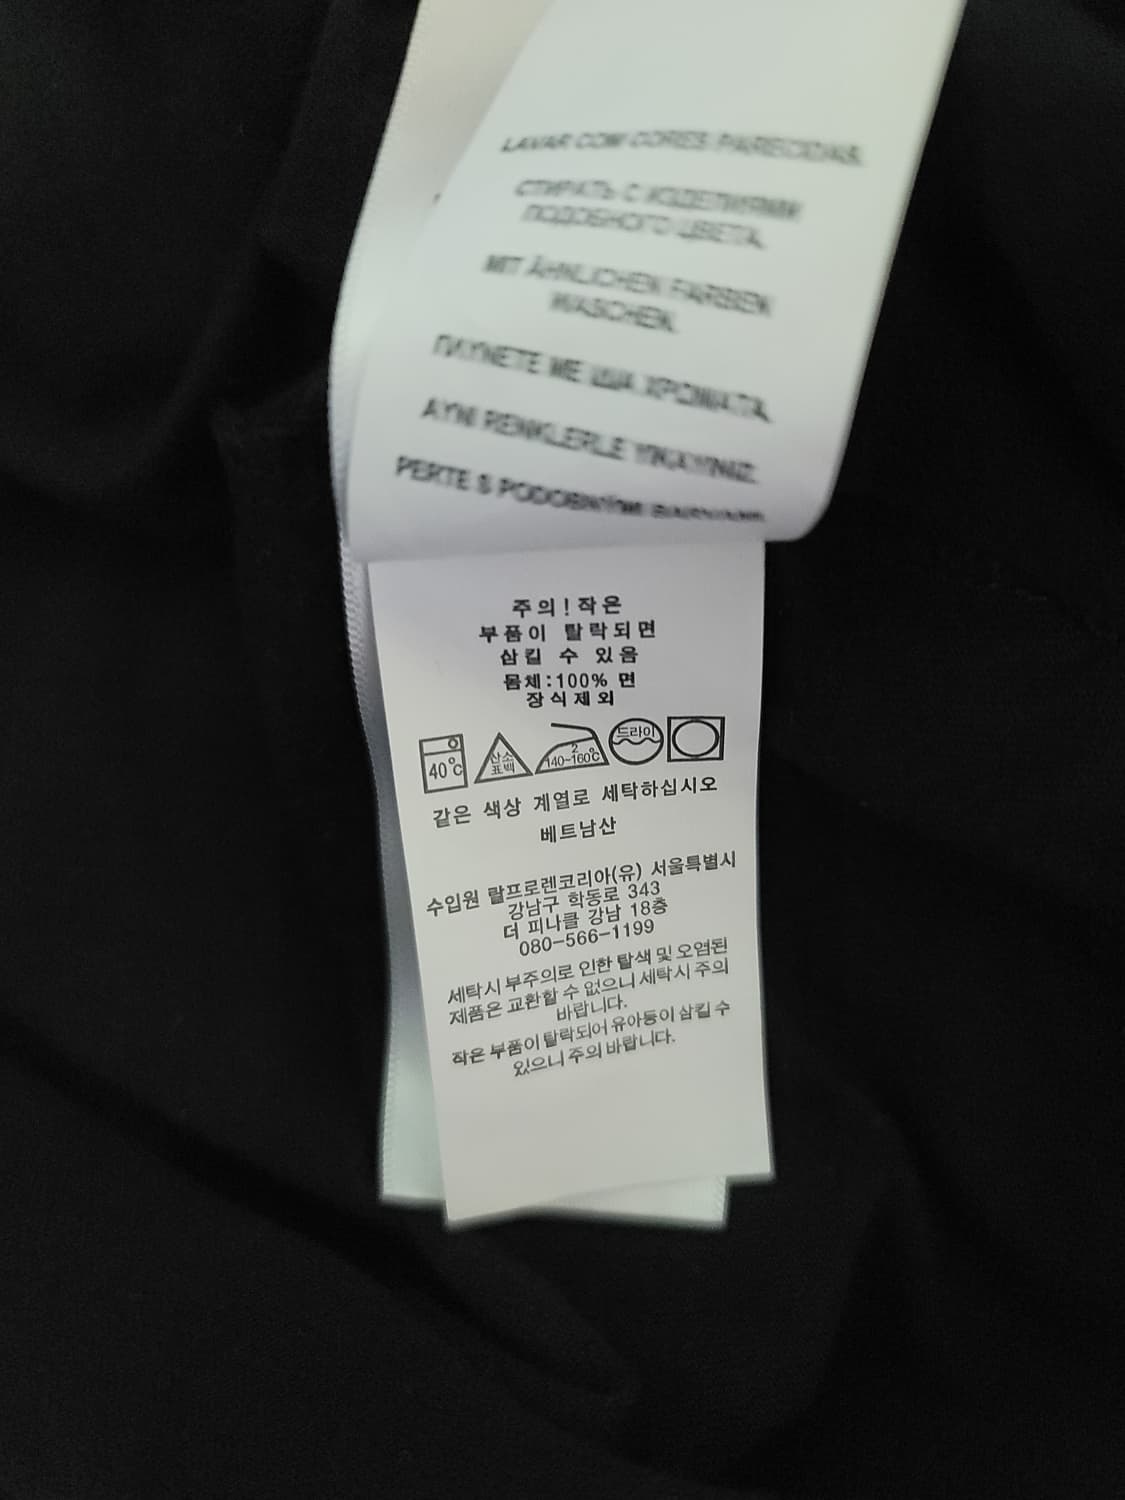 LAVAR COM CORES PARECIDAS.
СТИРАТЬ С ИЗДЕЛИЯМИ
ПОДОБНОГО ЦВЕТА.
MIT ÄHNLICHEN FARBEN
WASCHEN.
ΠΛΥΝΕΤΕ ΜΕ ΙΔΙΑ ΧΡΩΜΑΤΑ.
AYNI RENKLERLE YIKAYINIZ.
PERTE S PODOBNÝMI BARVAMI.
주의!작은
부품이 탈락되면
삼킬 수 있음
몸체:100% 면
장식제외
40℃
산소
표백
2
140-160℃
드라이
같은 색상 계열로 세탁하십시오
베트남산
수입원 랄프로렌코리아(유) 서울특별시
강남구 학동로 343
더 피나클 강남 18층
080-566-1199
세탁시 부주의로 인한 탈색 및 오염된
제품은 교환할 수 없으니 세탁시 주의
바랍니다.
작은 부품이 탈락되어 유아등이 삼킬 수
있으니 주의 바랍니다.